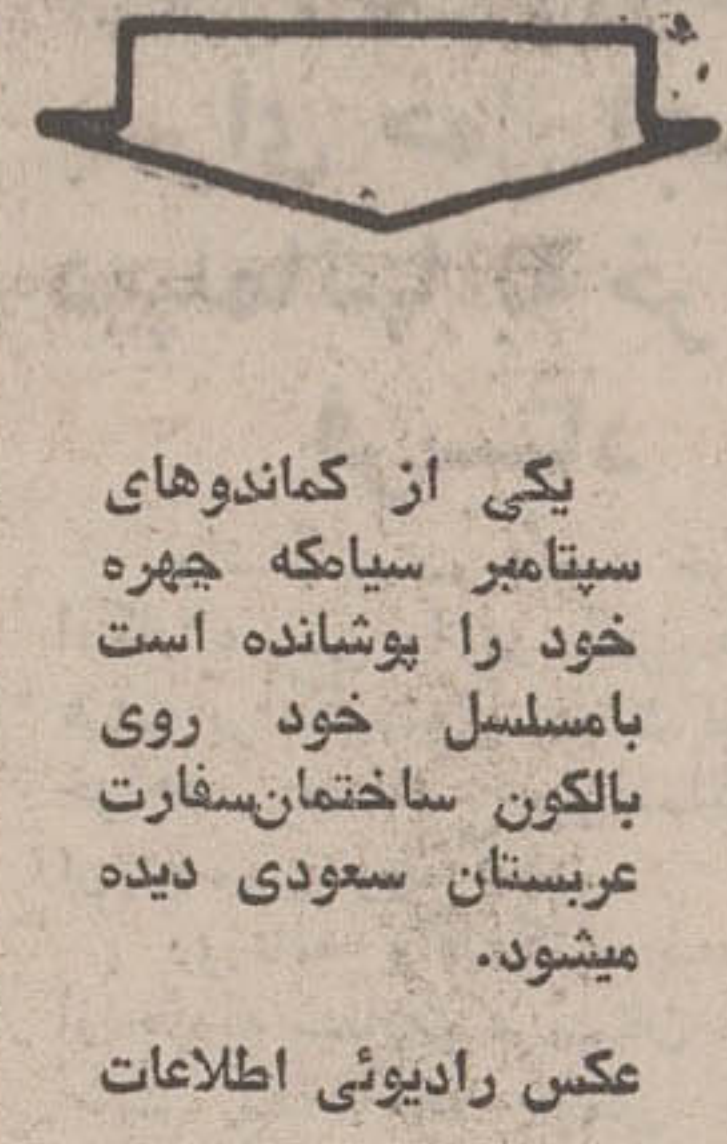 یکی از کماندوهای
سپتامبر سیاهکه چهره
خود را پوشانده است
بامسلسل خود روی
بالکون ساختمان‌سفارت
عربستان سعودی دیده
میشود.
عکس رادیوئی اطلاعات